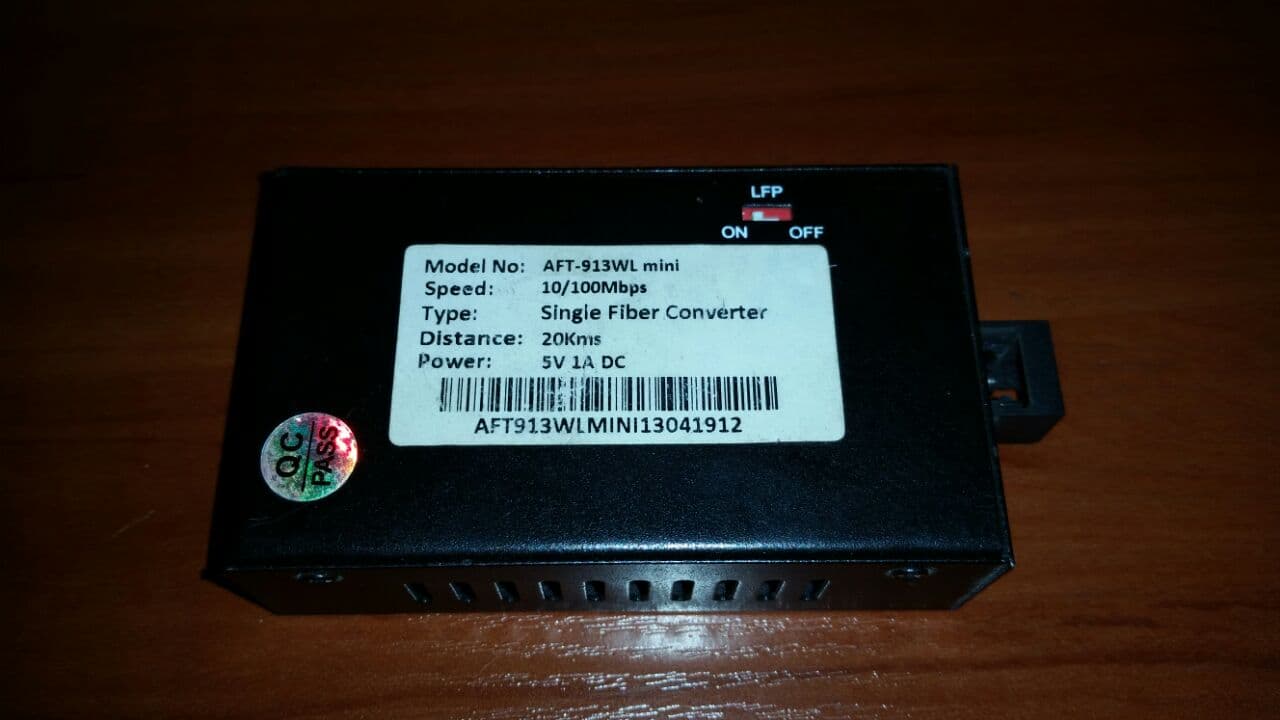 LFP
ON OFF
Model No: AFT-913WL mini
Speed: 10/100Mbps
Type: Single Fiber Converter
Distance: 20Kms
Power: 5V 1A DC
AFT913WLMINI13041912
QC
PASS